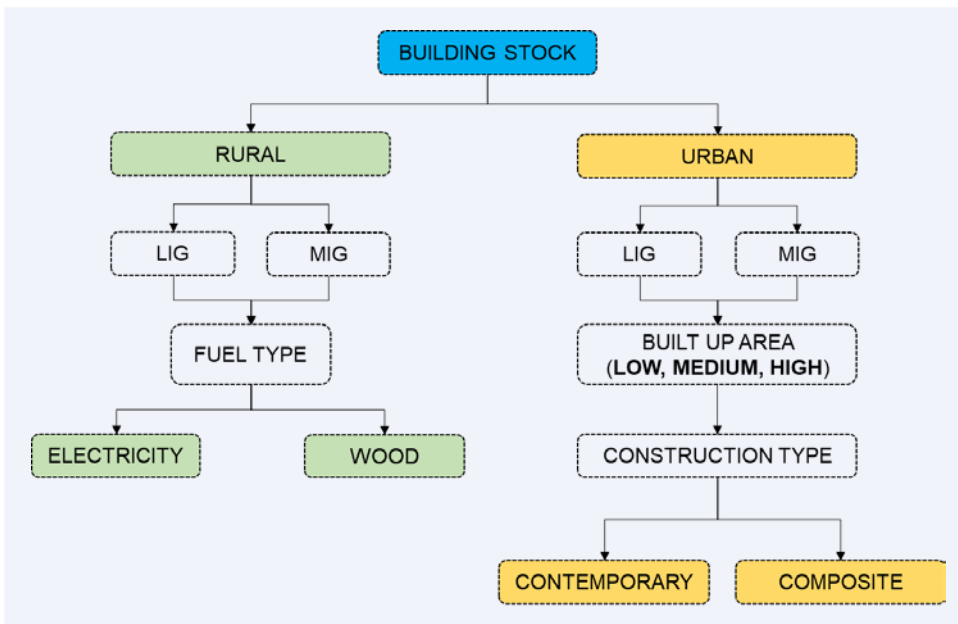 BUILDING STOCK
RURAL
URBAN
LIG
MIG
LIG
MIG
FUEL TYPE
BUILT UP AREA
(LOW, MEDIUM, HIGH)
ELECTRICITY
WOOD
CONSTRUCTION TYPE
CONTEMPORARY
COMPOSITE